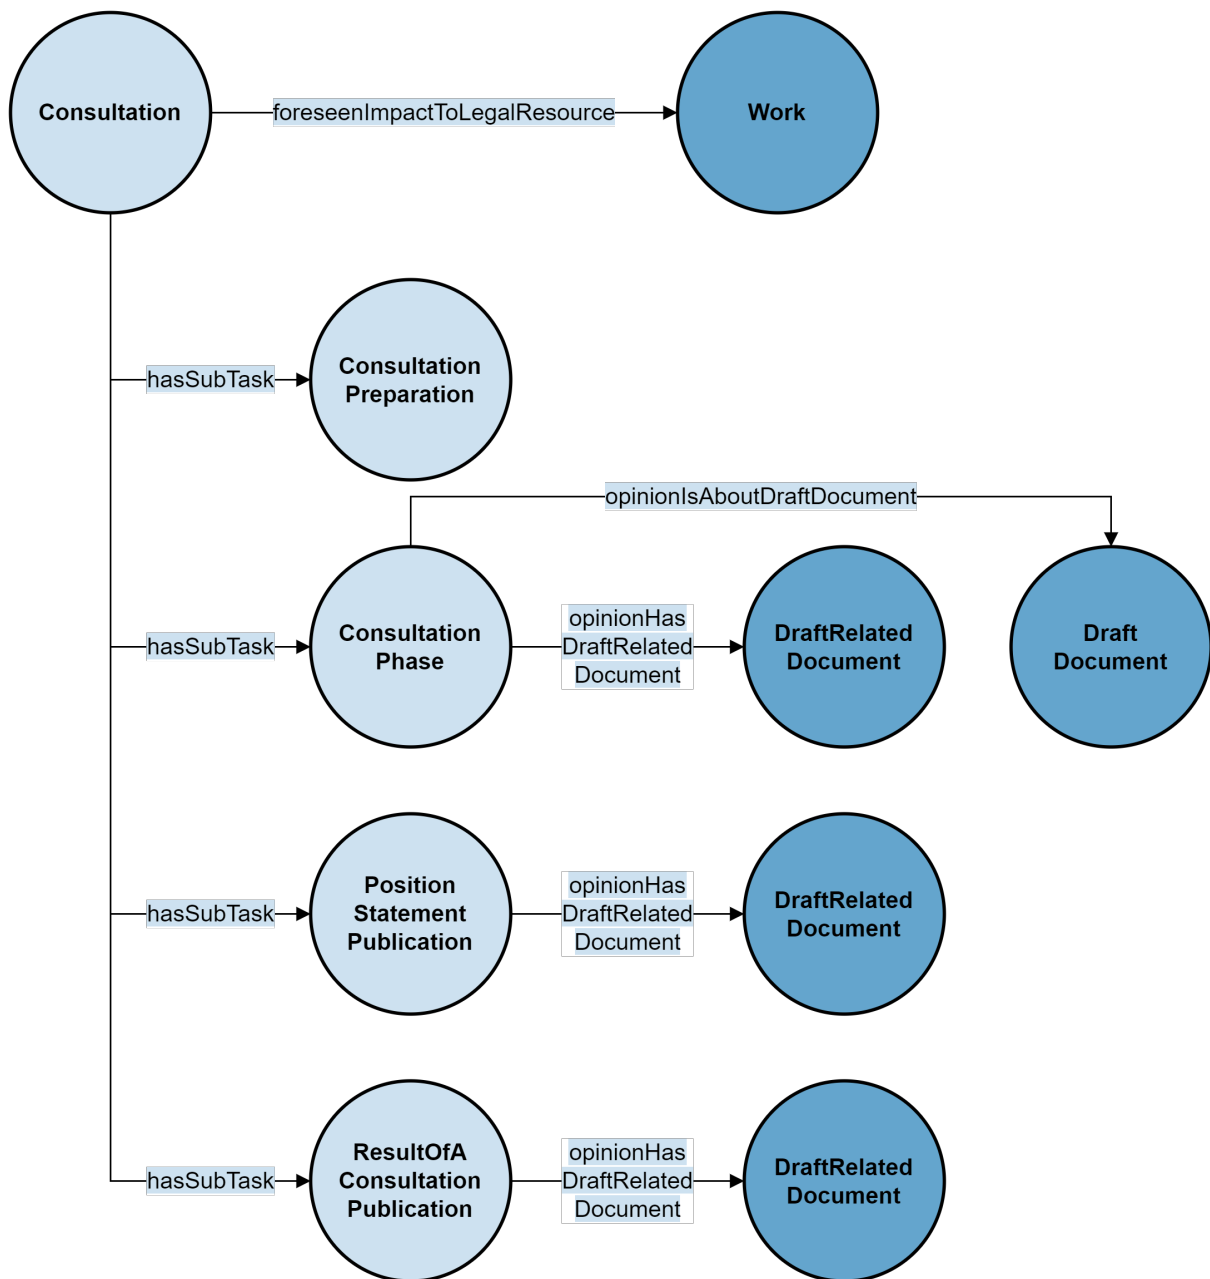 Consultation
foreseenImpactToLegalResource
Work
hasSubTask
Consultation
Preparation
opinionIsAboutDraftDocument
hasSubTask
Consultation
Phase
opinionHas
DraftRelated
Document
DraftRelated
Document
Draft
Document
hasSubTask
Position
Statement
Publication
opinionHas
DraftRelated
Document
DraftRelated
Document
hasSubTask
ResultOfA
Consultation
Publication
opinionHas
DraftRelated
Document
DraftRelated
Document